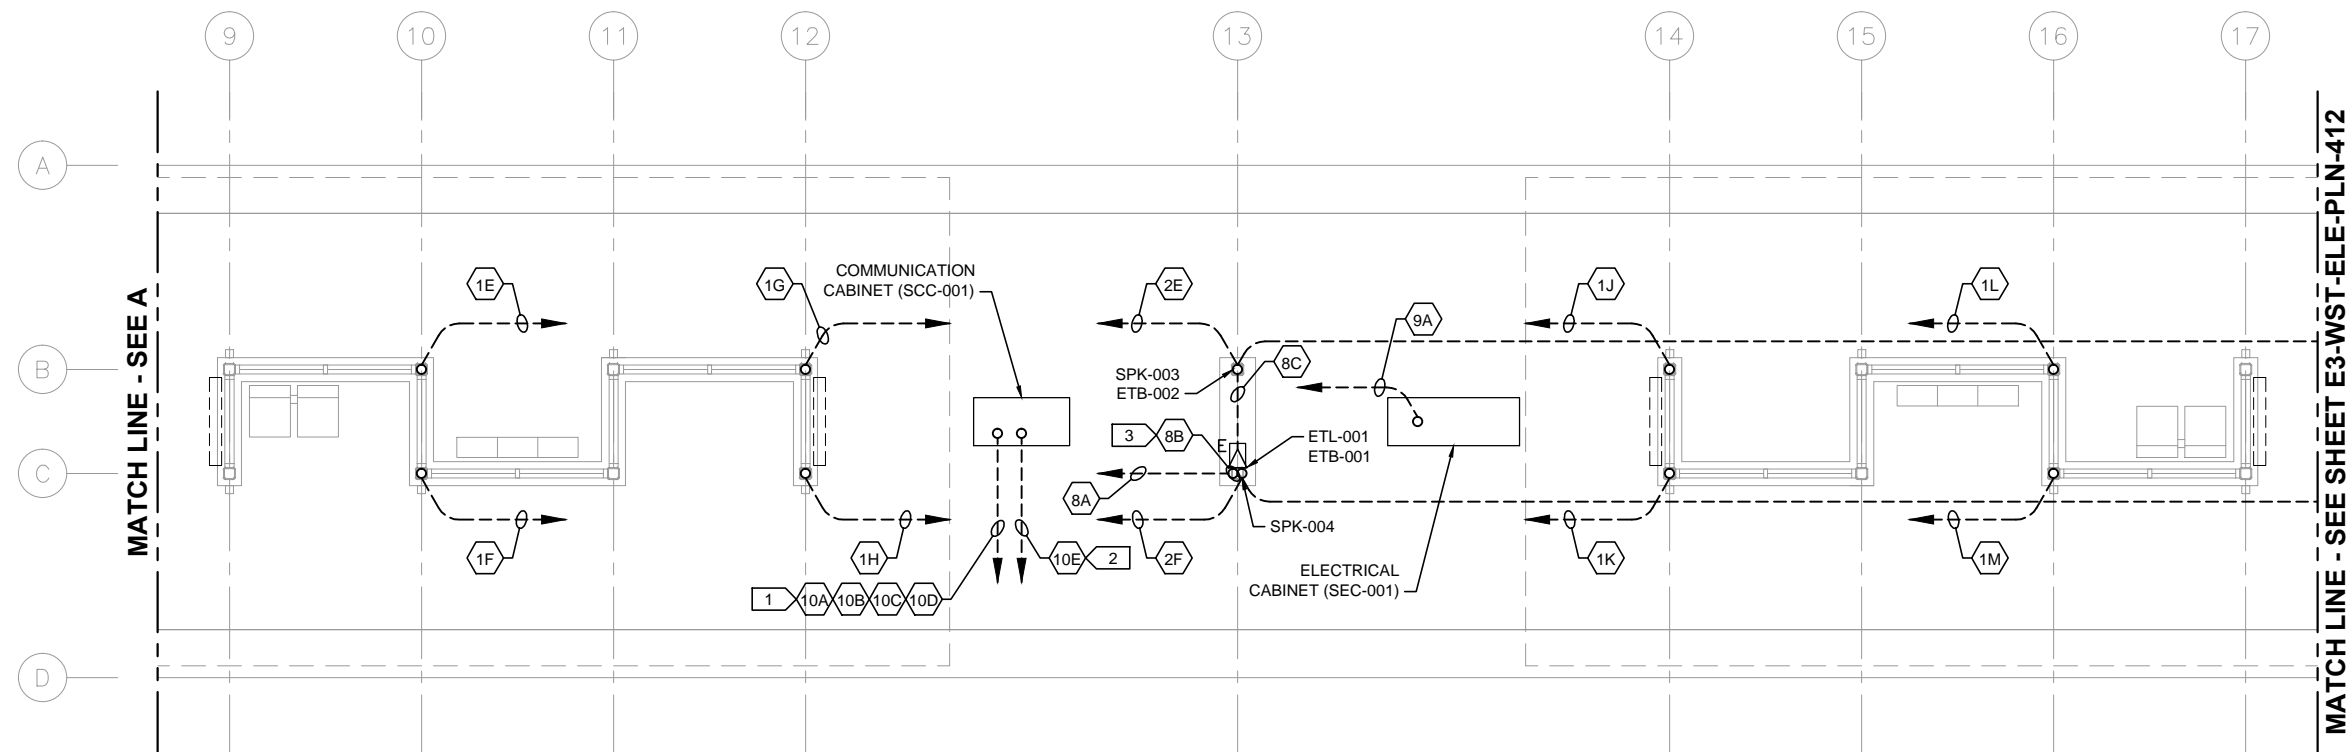 9
10
11
12
13
14
15
16
17
A
B
C
D
MATCH LINE - SEE A
MATCH LINE - SEE SHEET E3-WST-ELE-PLN-412
1E
1G
COMMUNICATION
CABINET (SCC-001)
2E
9A
1J
1L
8C
SPK-003
ETB-002
3
8B
E
ETL-001
ETB-001
8A
SPK-004
1F
1H
10E
2
2F
1K
1M
ELECTRICAL
CABINET (SEC-001)
1
10A
10B
10C
10D